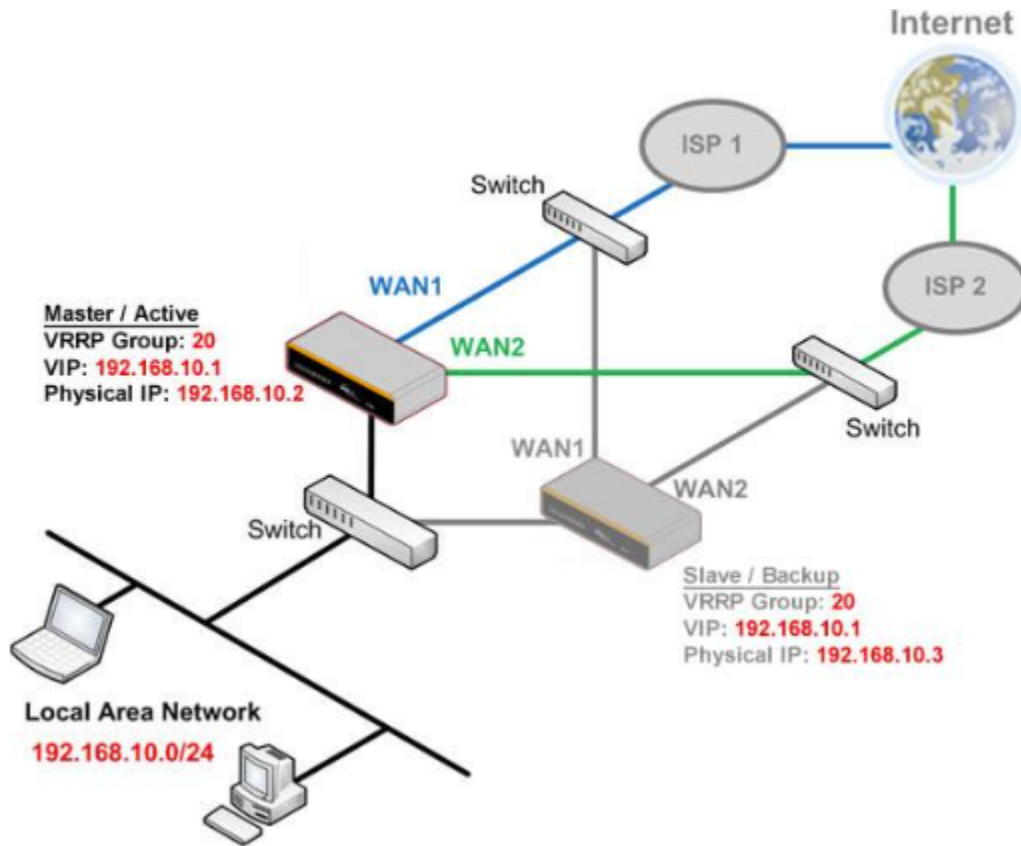 Internet
ISP 1
Switch
WAN1
ISP 2
Master / Active
VRRP Group: 20
VIP: 192.168.10.1
Physical IP: 192.168.10.2
WAN2
Switch
WAN1
WAN2
Switch
Slave / Backup
VRRP Group: 20
VIP: 192.168.10.1
Physical IP: 192.168.10.3
Local Area Network
192.168.10.0/24